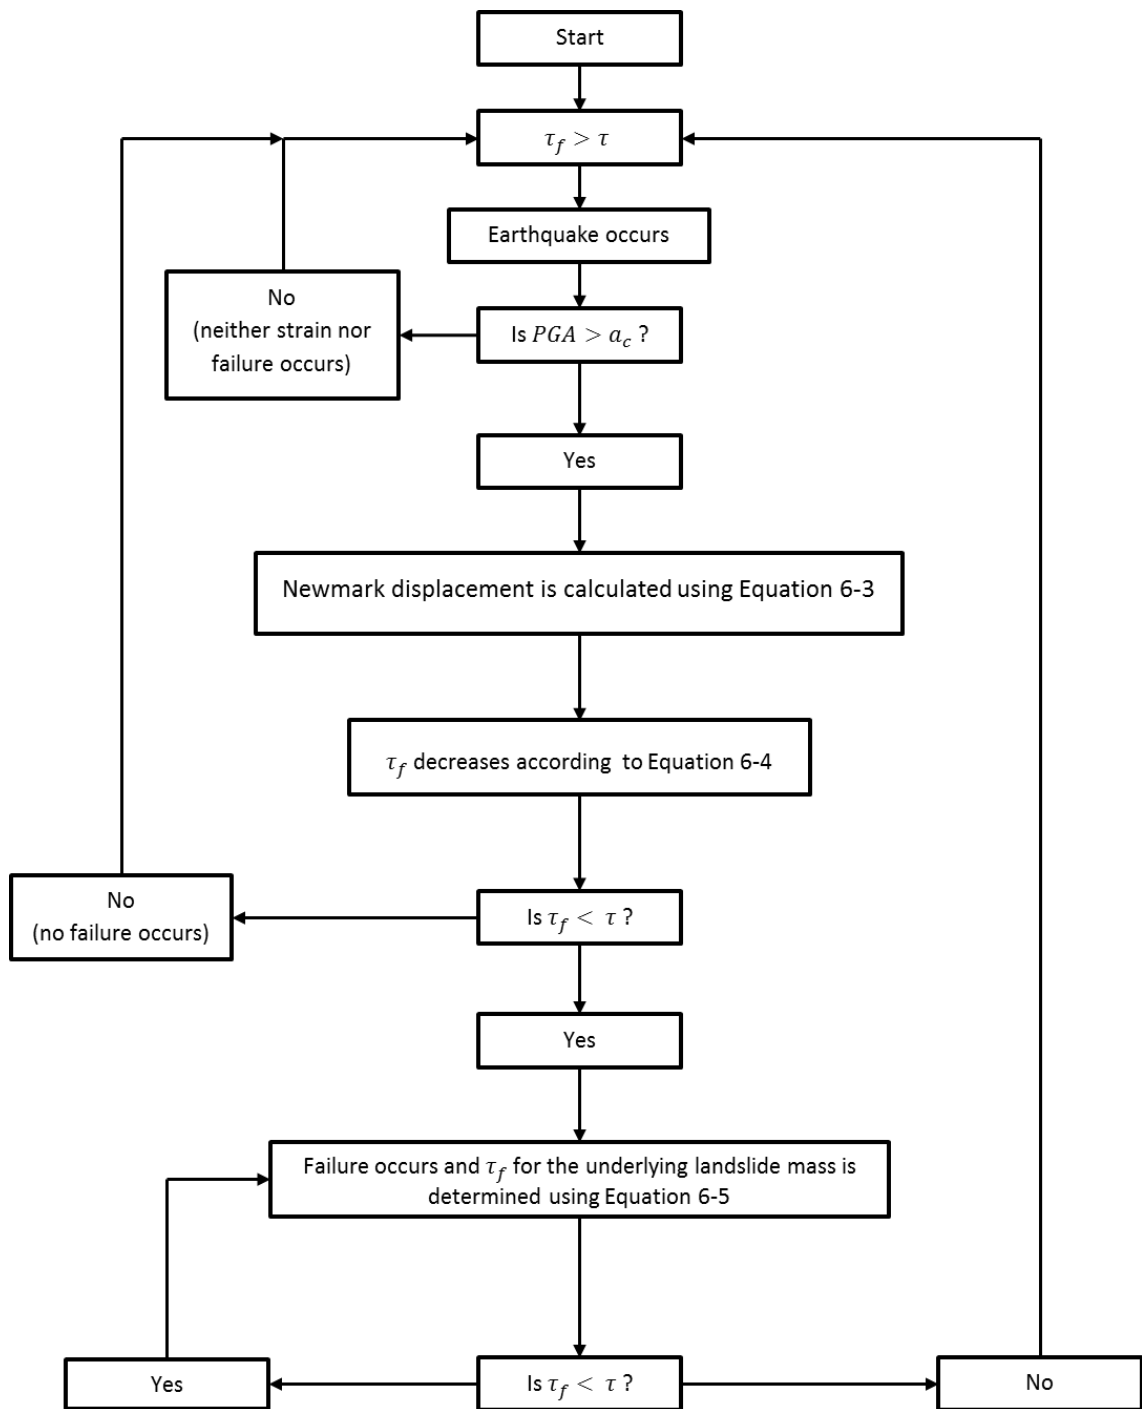 Start
τf > τ
Earthquake occurs
No
(neither strain nor
failure occurs)
Is PGA > ac ?
Yes
Newmark displacement is calculated using Equation 6-3
τf decreases according to Equation 6-4
No
(no failure occurs)
Is τf < τ ?
Yes
Failure occurs and τf for the underlying landslide mass is
determined using Equation 6-5
Yes
Is τf < τ ?
No